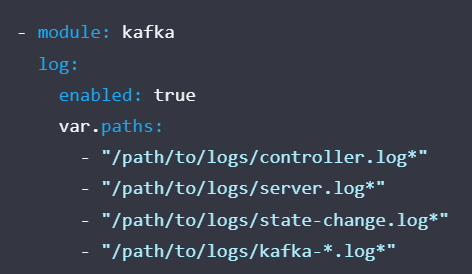 - module: kafka
  log:
    enabled: true
    var.paths:
      - "/path/to/logs/controller.log*"
      - "/path/to/logs/server.log*"
      - "/path/to/logs/state-change.log*"
      - "/path/to/logs/kafka-*.log*"